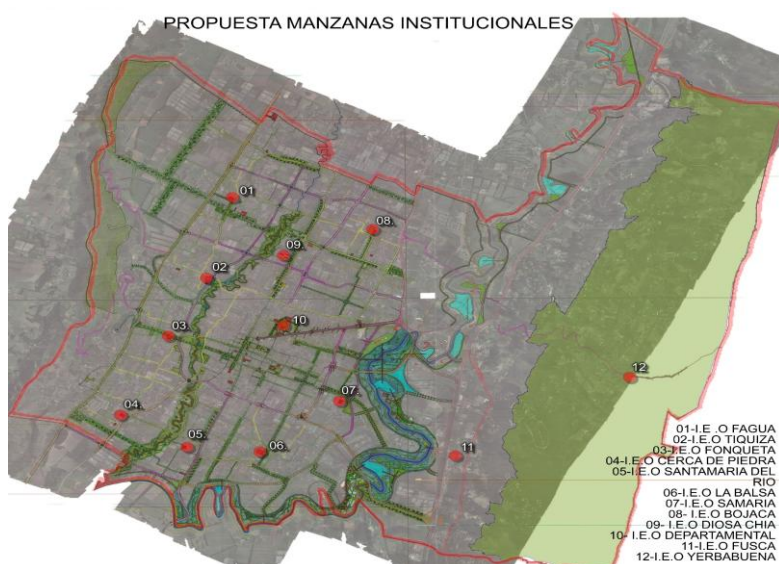 PROPUESTA MANZANAS INSTITUCIONALES
01
08
09
02
10
03.
12
07
04
05.
06.
11
01-I.E .O FAGUA
02-I.E.O TIQUIZA
03-I.E.O FONQUETA
04-I.E.O CERCA DE PIEDRA
05-I.E.O SANTAMARIA DEL
RIO
06-I.E.O LA BALSA
07-I.E.O SAMARIA
08- I.E.O BOJACA
09- I.E.O DIOSA CHIA
10- I.E.O DEPARTAMENTAL
11-I.E.O FUSCA
12-I.E.O YERBABUENA